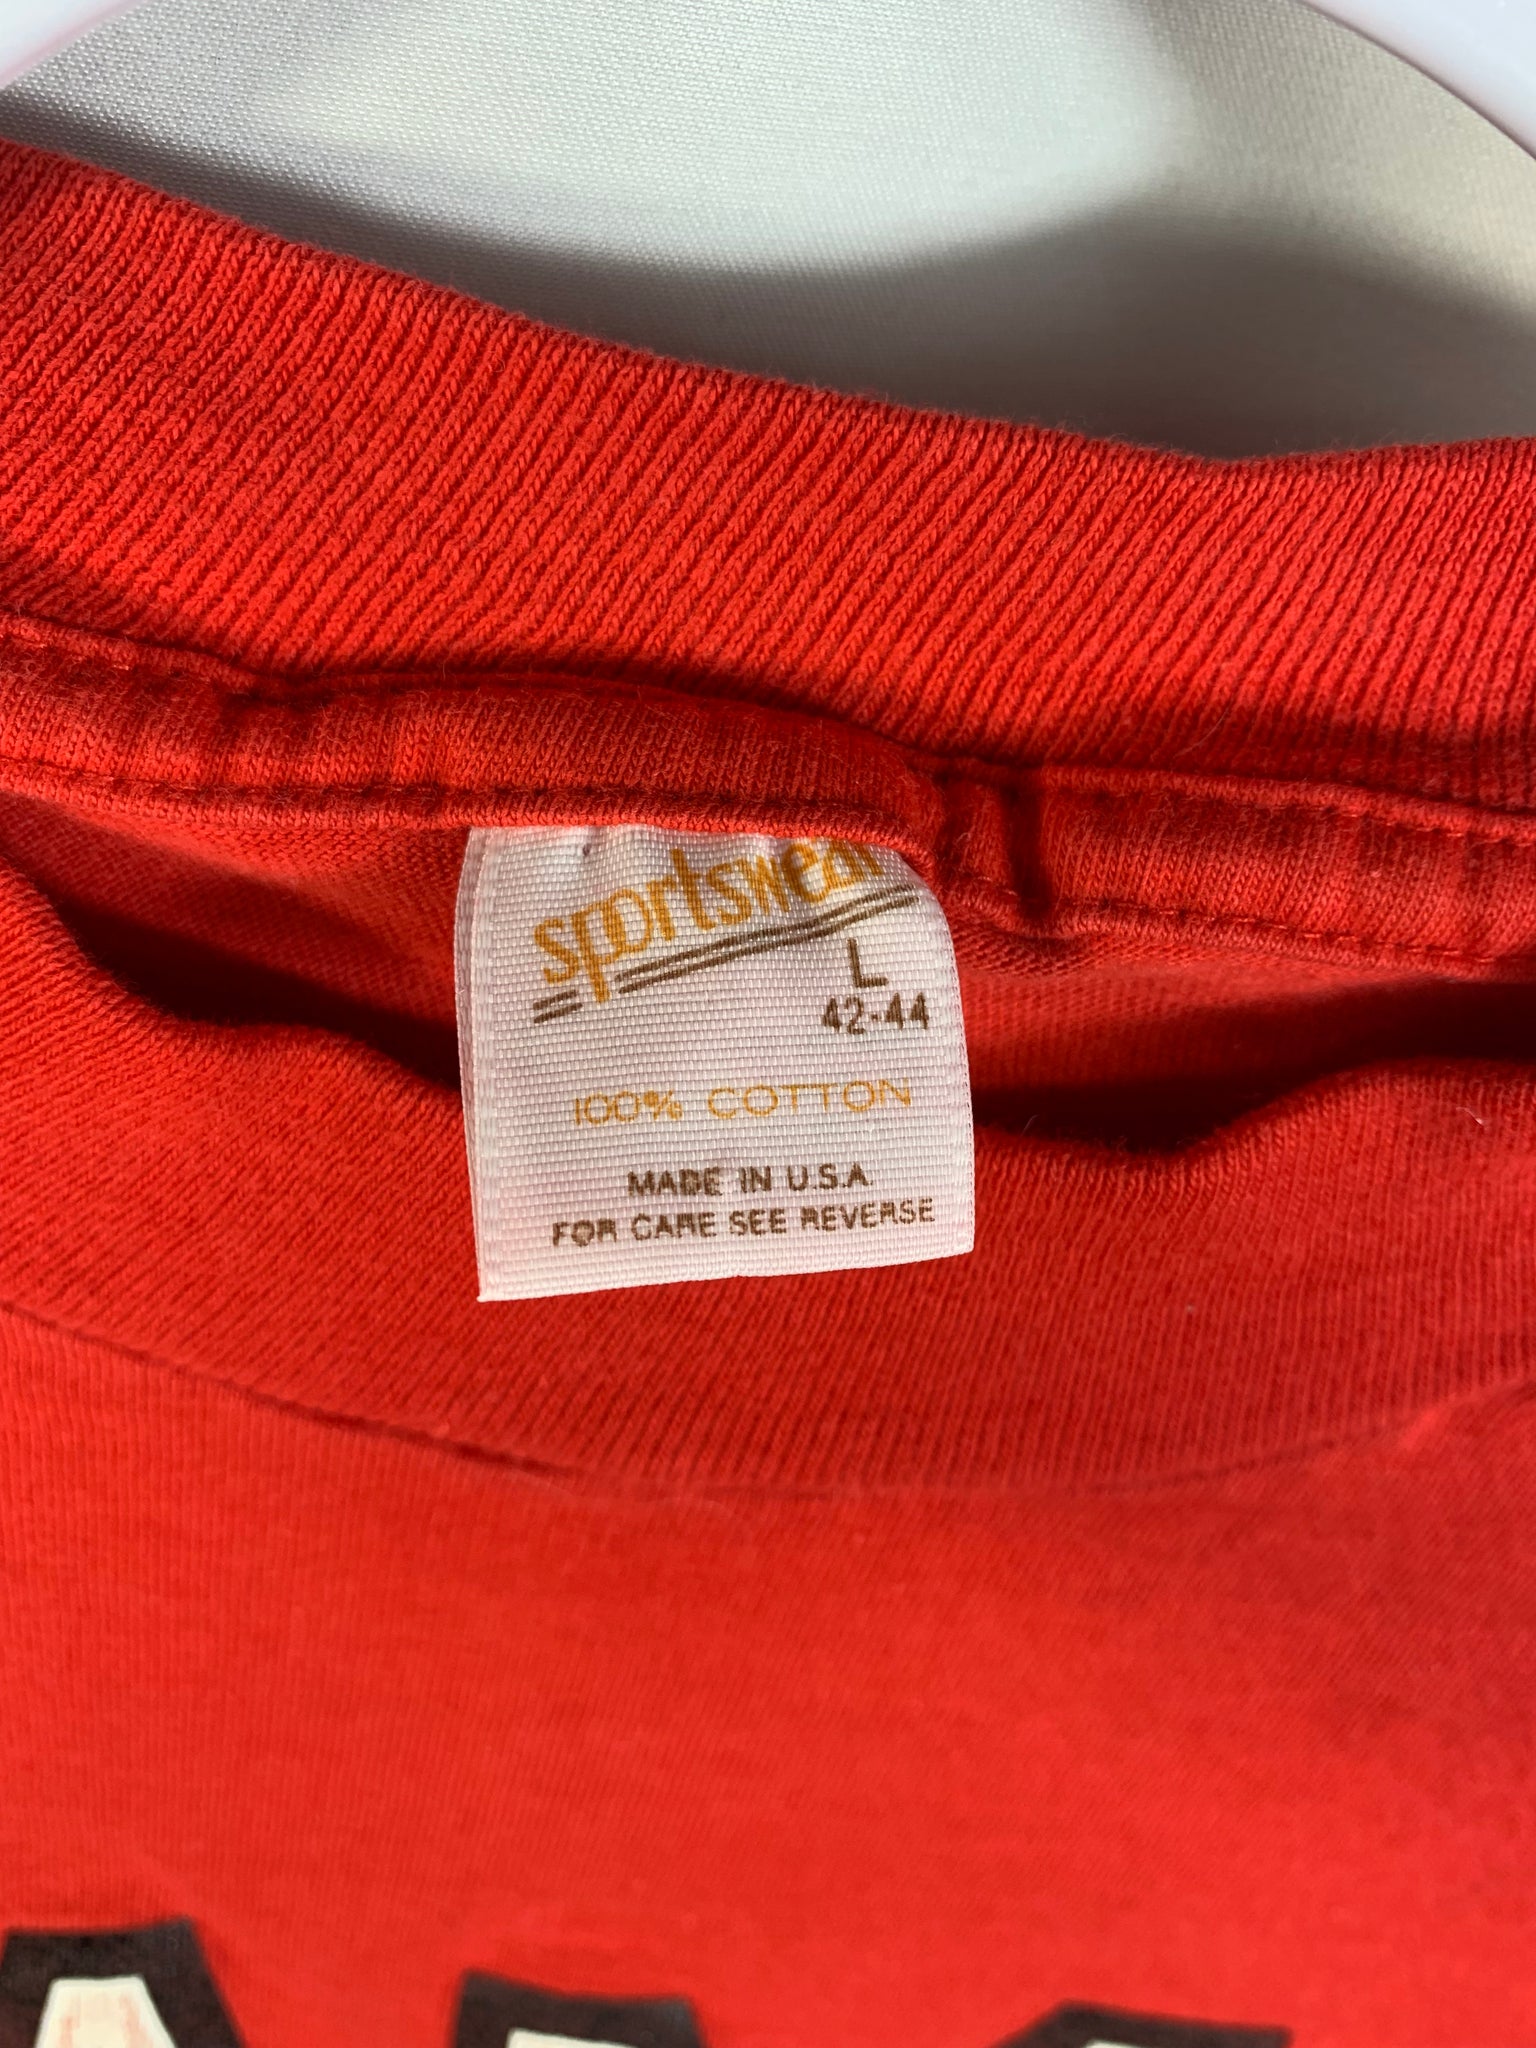 sportswear
L
42-44
100% COTTON
MADE IN U.S.A.
FOR CARE SEE REVERSE